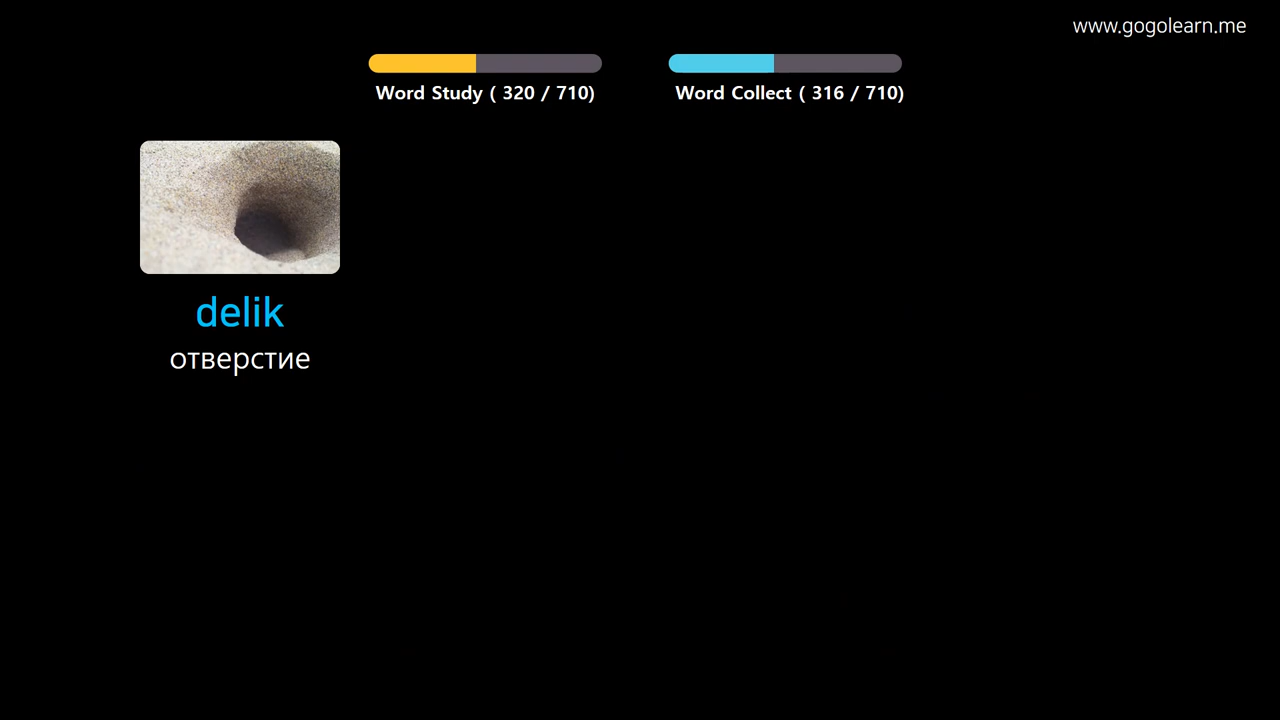 www.gogolearn.me
Word Study ( 320 / 710)
Word Collect ( 316 / 710)
delik
отверстие